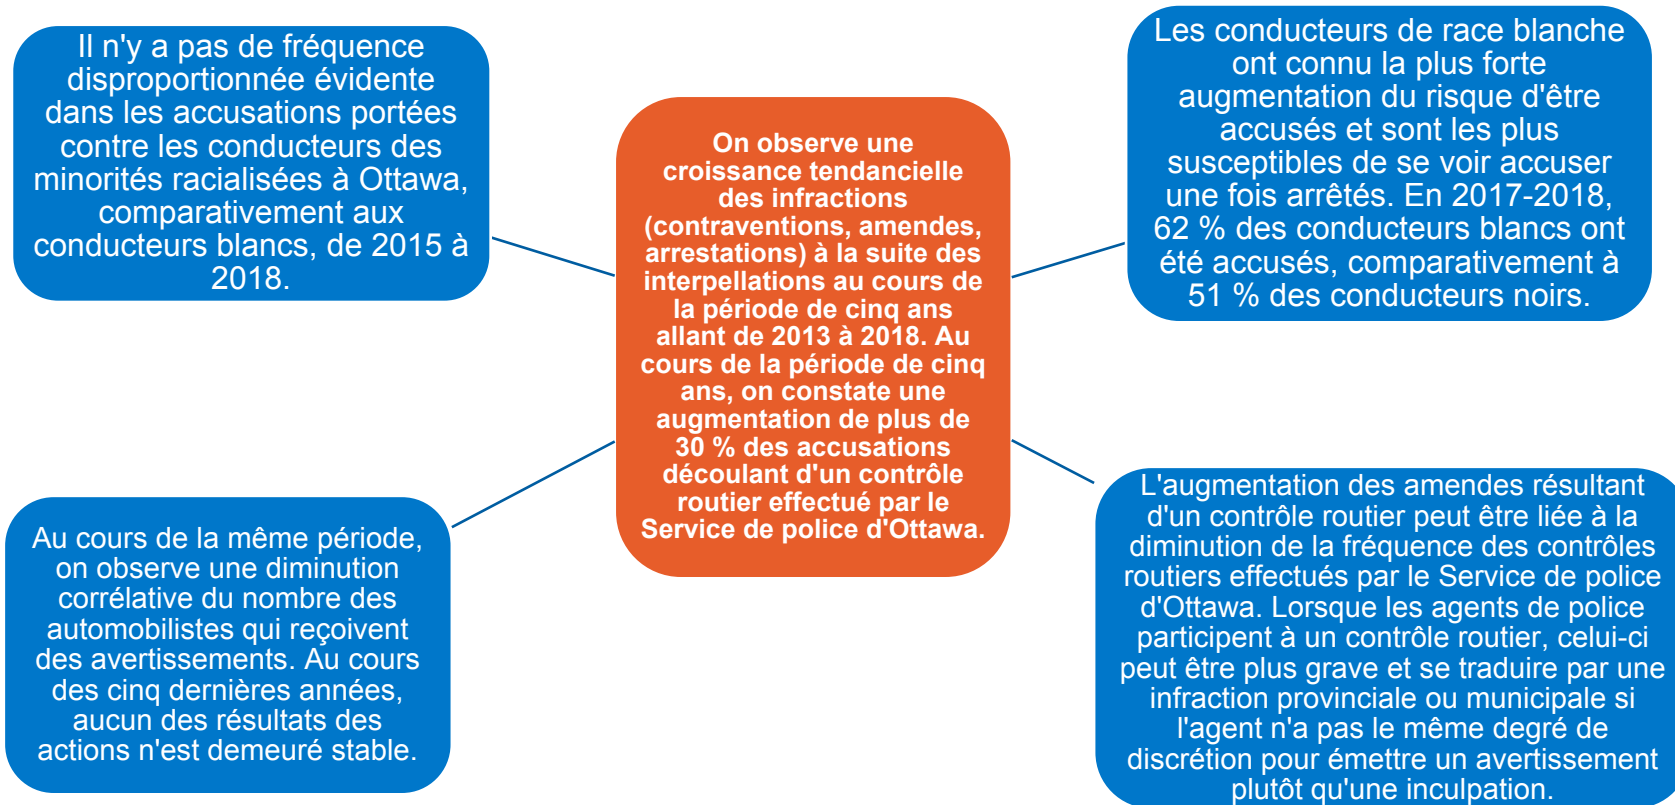 Il n'y a pas de fréquence
disproportionnée évidente
dans les accusations portées
contre les conducteurs des
minorités racialisées à Ottawa,
comparativement aux
conducteurs blancs, de 2015 à
2018.
Les conducteurs de race blanche
ont connu la plus forte
augmentation du risque d'être
accusés et sont les plus
susceptibles de se voir accuser
une fois arrêtés. En 2017-2018,
62 % des conducteurs blancs ont
été accusés, comparativement à
51 % des conducteurs noirs.
On observe une
croissance tendancielle
des infractions
(contraventions, amendes,
arrestations) à la suite des
interpellations au cours de
la période de cinq ans
allant de 2013 à 2018. Au
cours de la période de cinq
ans, on constate une
augmentation de plus de
30 % des accusations
découlant d'un contrôle
routier effectué par le
Service de police d'Ottawa.
Au cours de la même période,
on observe une diminution
corrélative du nombre des
automobilistes qui reçoivent
des avertissements. Au cours
des cinq dernières années,
aucun des résultats des
actions n'est demeuré stable.
L'augmentation des amendes résultant
d'un contrôle routier peut être liée à la
diminution de la fréquence des contrôles
routiers effectués par le Service de police
d'Ottawa. Lorsque les agents de police
participent à un contrôle routier, celui-ci
peut être plus grave et se traduire par une
infraction provinciale ou municipale si
l'agent n'a pas le même degré de
discrétion pour émettre un avertissement
plutôt qu'une inculpation.